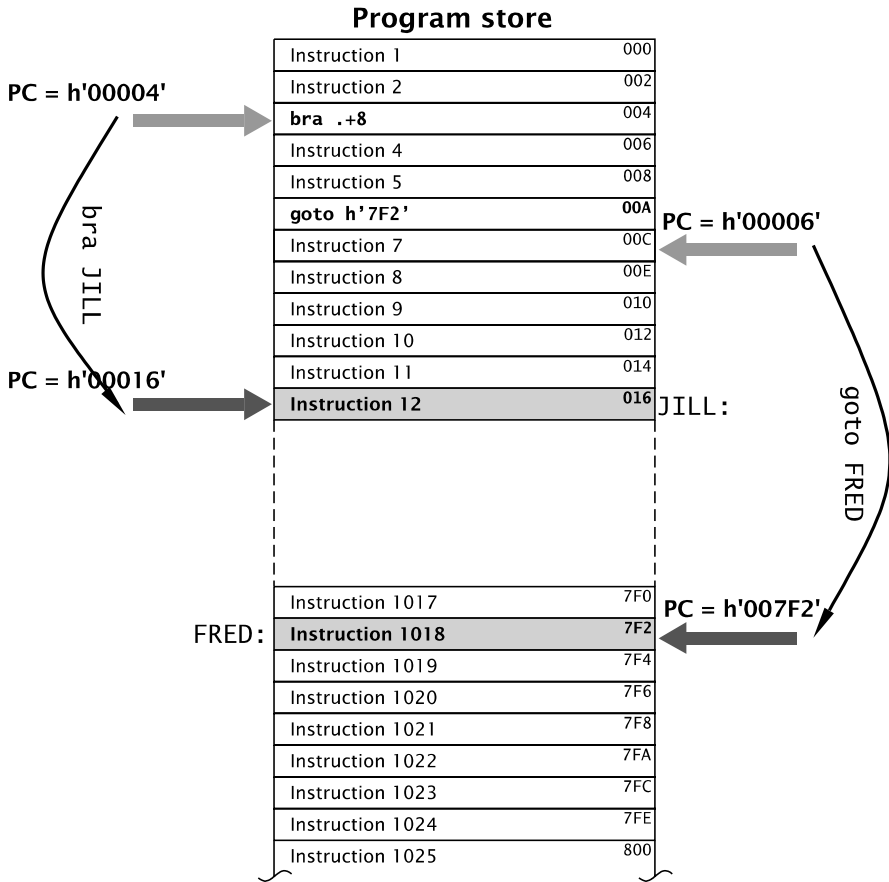 Program store
Instruction 1 000
Instruction 2 002
PC = h'00004'
bra .+8 004
Instruction 4 006
Instruction 5 008
goto h'7F2' 00A
PC = h'00006'
Instruction 7 00C
Instruction 8 00E
bra JILL
Instruction 9 010
Instruction 10 012
Instruction 11 014
PC = h'00016'
Instruction 12 016
JILL:
goto FRED
Instruction 1017 7F0
PC = h'007F2'
FRED:
Instruction 1018 7F2
Instruction 1019 7F4
Instruction 1020 7F6
Instruction 1021 7F8
Instruction 1022 7FA
Instruction 1023 7FC
Instruction 1024 7FE
Instruction 1025 800